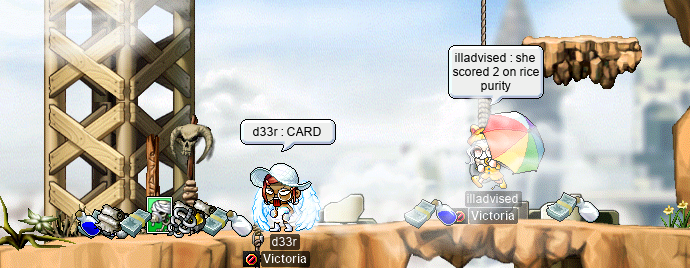 illadvised : she
scored 2 on rice
purity
d33r : CARD
illadvised
Victoria
d33r
Victoria